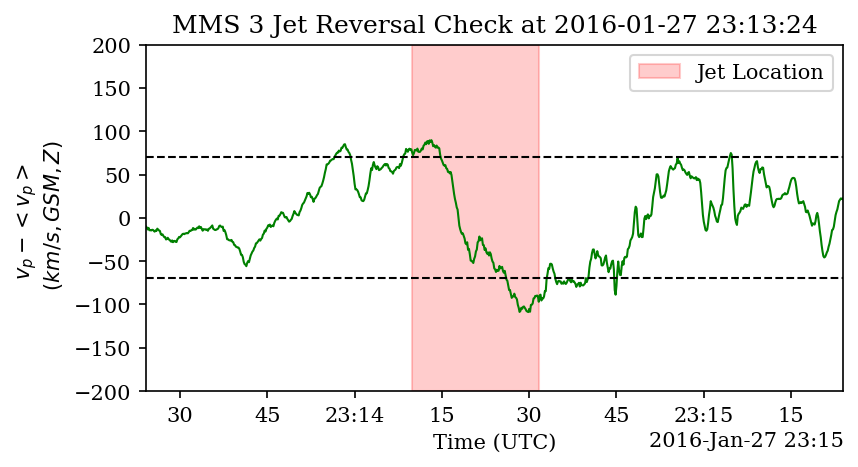 MMS 3 Jet Reversal Check at 2016-01-27 23:13:24
200
150
100
50
0
−50
−100
−150
−200
v_p − <v_p>
(km/s, GSM, Z)
Jet Location
30
45
23:14
15
30
45
23:15
15
Time (UTC)
2016-Jan-27 23:15